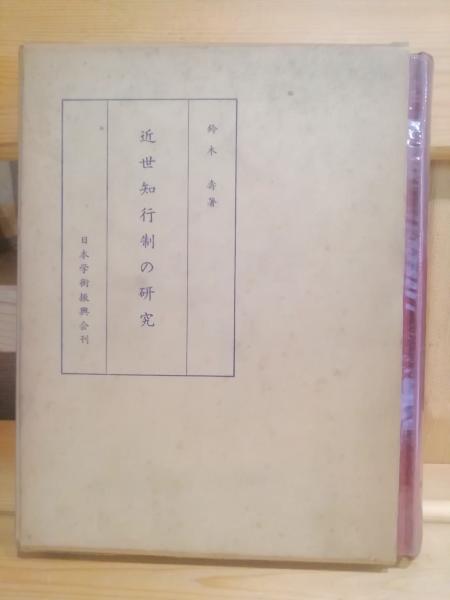 鈴木 壽著
近世知行制の研究
日本学術振興会刊